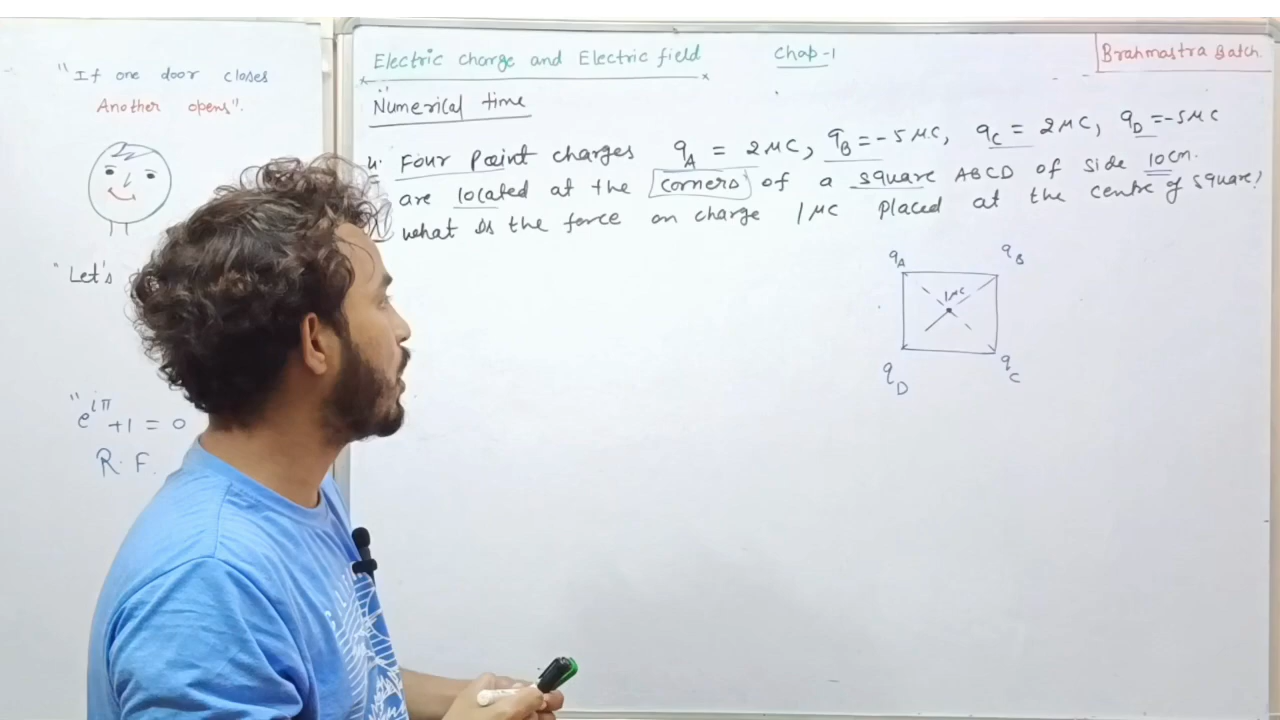 "If one door closes
Another opens".
"Let's
"e^iπ +1 = 0
R. F.
Electric charge and Electric field
Chap-1
Brahmastra Batch
Numerical time
4. Four Point charges q_A = 2μC, q_B = -5μC, q_C = 2μC, q_D = -5μC
are located at the corners of a square ABCD of side 10cm.
what is the force on charge 1μC placed at the centre of square?
q_A q_B
1μC
q_D q_C